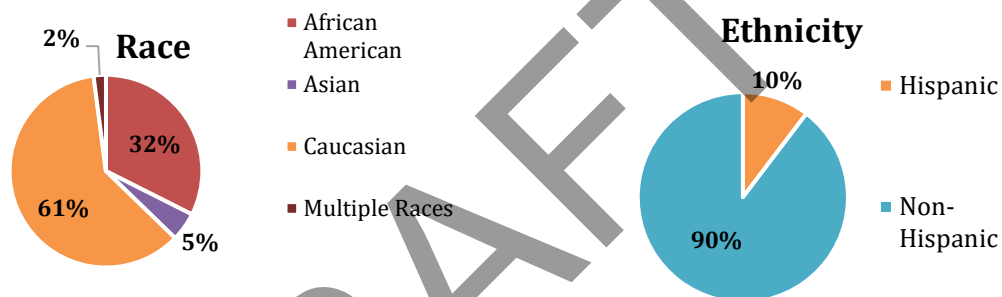 2%
Race
African
American
Asian
Caucasian
Multiple Races
32%
61%
5%
Ethnicity
10%
90%
Hispanic
Non-
Hispanic